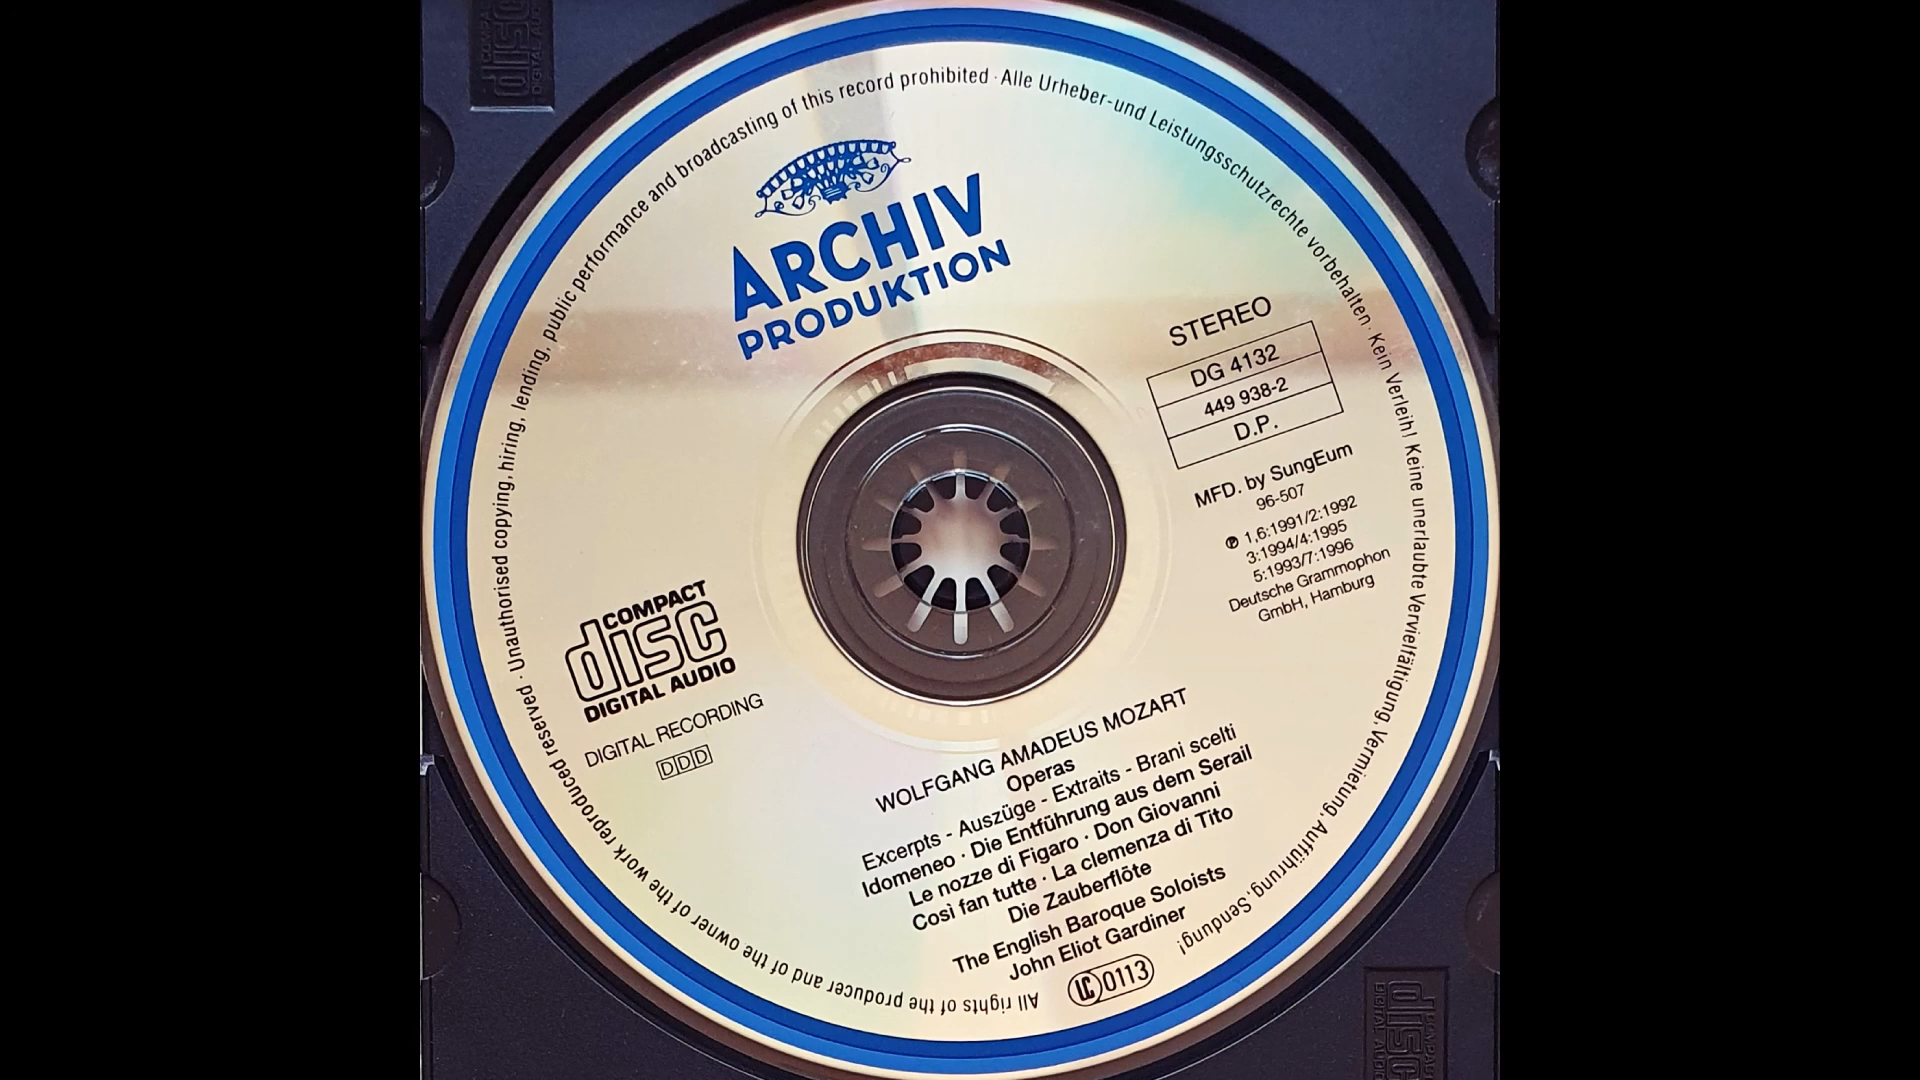 All rights of the producer and of the owner of the work reproduced reserved · Unauthorised copying, hiring, lending, public performance and broadcasting of this record prohibited · Alle Urheber-und Leistungsschutzrechte vorbehalten · Kein Verleih! Keine unerlaubte Vervielfältigung, Vermietung, Aufführung, Sendung!
ARCHIV
PRODUKTION
STEREO
DG 4132
449 938-2
D.P.
MFD. by SungEum
96-507
℗ 1,6:1991/2:1992
3:1994/4:1995
5:1993/7:1996
Deutsche Grammophon
GmbH, Hamburg
COMPACT
disc
DIGITAL AUDIO
DIGITAL RECORDING
DDD
WOLFGANG AMADEUS MOZART
Operas
Excerpts - Auszüge - Extraits - Brani scelti
Idomeneo · Die Entführung aus dem Serail
Le nozze di Figaro · Don Giovanni
Così fan tutte · La clemenza di Tito
Die Zauberflöte
The English Baroque Soloists
John Eliot Gardiner
LC 0113
COMPACT
disc
DIGITAL AUDIO